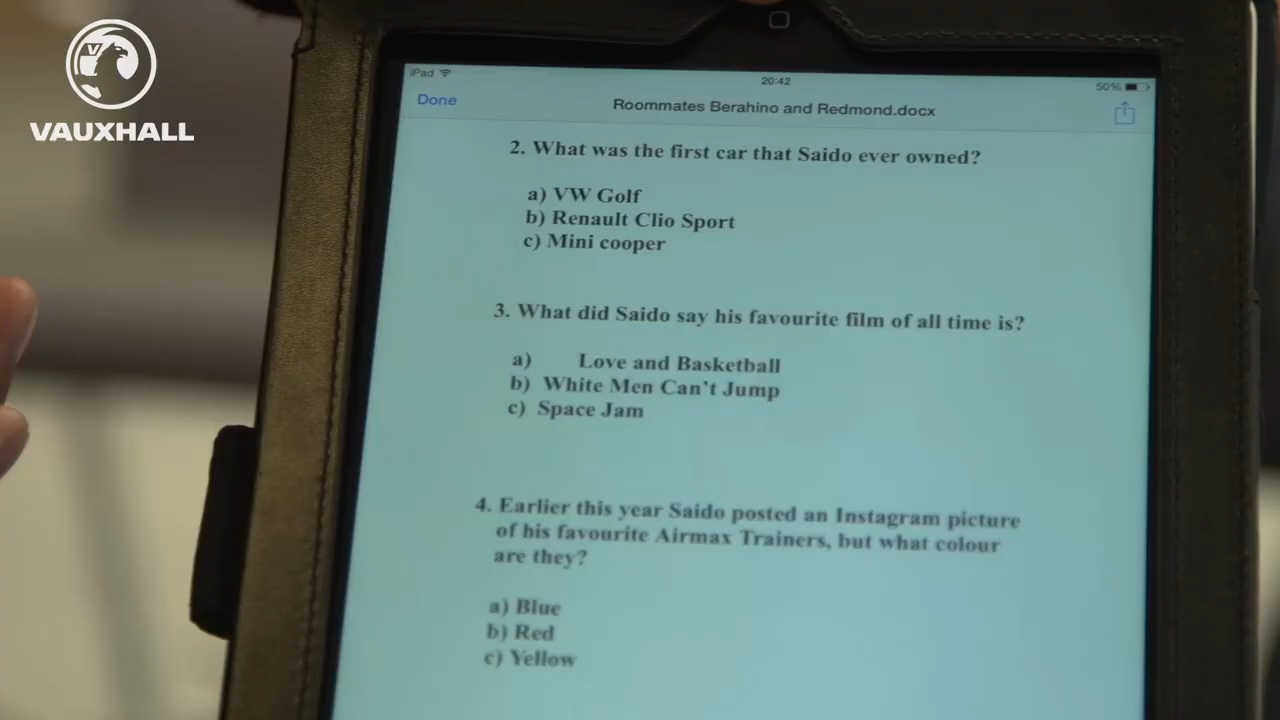 VAUXHALL
iPad 20:42 50%
Done Roommates Berahino and Redmond.docx
2. What was the first car that Saido ever owned?
a) VW Golf
b) Renault Clio Sport
c) Mini cooper
3. What did Saido say his favourite film of all time is?
a) Love and Basketball
b) White Men Can't Jump
c) Space Jam
4. Earlier this year Saido posted an Instagram picture
of his favourite Airmax Trainers, but what colour
are they?
a) Blue
b) Red
c) Yellow